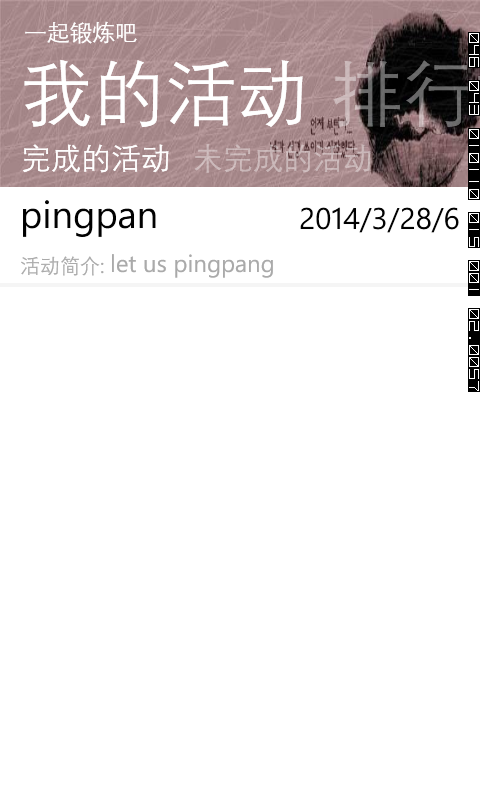 一起锻炼吧
我的活动 排行
完成的活动 未完成的活动
pingpan 2014/3/28/6
活动简介: let us pingpang